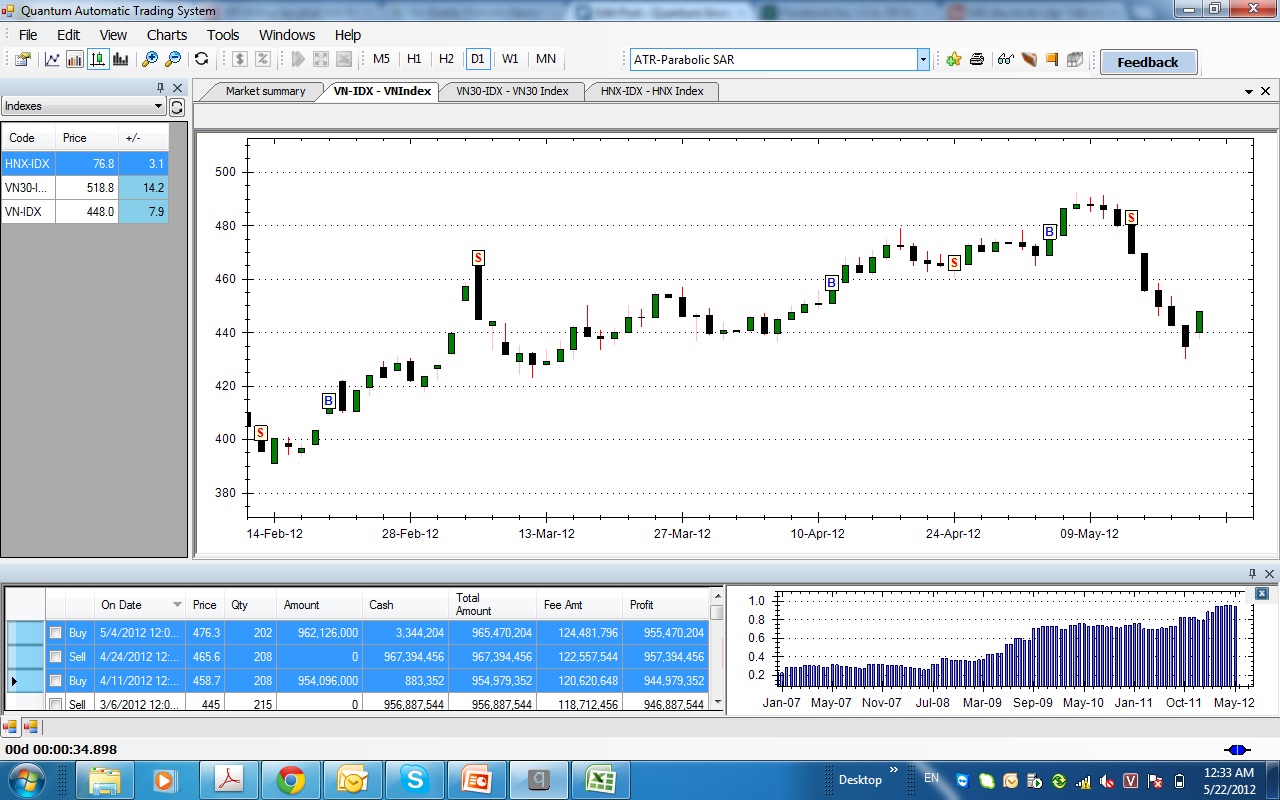 Quantum Automatic Trading System
File Edit View Charts Tools Windows Help
M5 H1 H2 D1 W1 MN ATR-Parabolic SAR Feedback
Indexes
Market summary VN-IDX - VNIndex VN30-IDX - VN30 Index HNX-IDX - HNX Index
Code Price +/-
HNX-IDX 76.8 3.1
VN30-I... 518.8 14.2
VN-IDX 448.0 7.9
500
480
460
440
420
400
380
S
B
S
B
S
B
S
14-Feb-12 28-Feb-12 13-Mar-12 27-Mar-12 10-Apr-12 24-Apr-12 09-May-12
On Date Price Qty Amount Cash Total Amount Fee Amt Profit
Buy 5/4/2012 12:0... 476.3 202 962,126,000 3,344,204 965,470,204 124,481,796 955,470,204
Sell 4/24/2012 12:... 465.6 208 0 967,394,456 967,394,456 122,557,544 957,394,456
Buy 4/11/2012 12:... 458.7 208 954,096,000 883,352 954,979,352 120,620,648 944,979,352
Sell 3/6/2012 12:0... 445 215 0 956,887,544 956,887,544 118,712,456 946,887,544
1.0
0.8
0.6
0.4
0.2
Jan-07 May-07 Nov-07 Jul-08 Mar-09 Sep-09 May-10 Jan-11 Oct-11 May-12
00d 00:00:34.898
Desktop EN 12:33 AM
5/22/2012